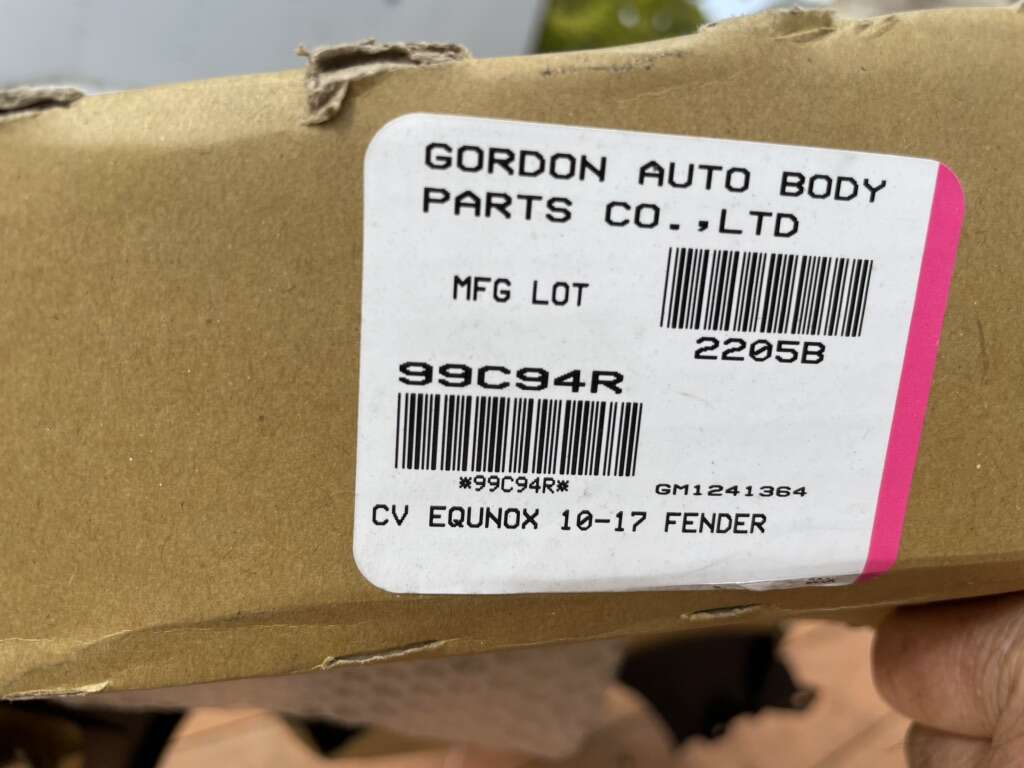 GORDON AUTO BODY
PARTS CO.,LTD
MFG LOT
2205B
99C94R
*99C94R*
GM1241364
CV EQUNOX 10-17 FENDER